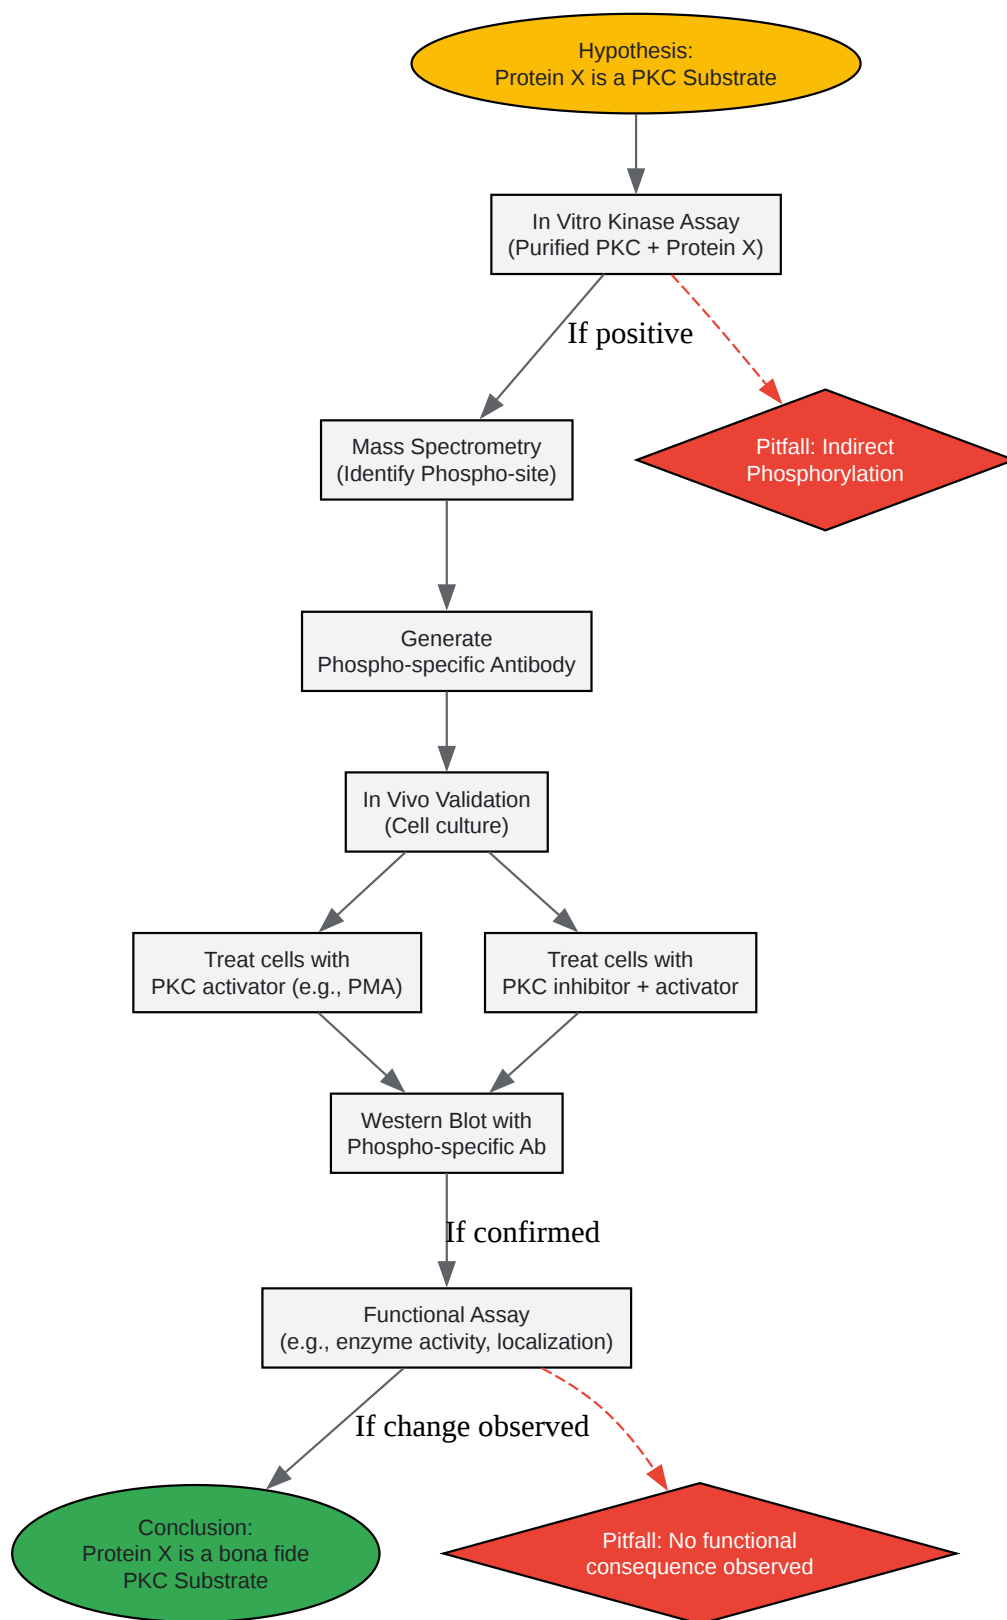 Hypothesis:
Protein X is a PKC Substrate
In Vitro Kinase Assay
(Purified PKC + Protein X)
If positive
Mass Spectrometry
(Identify Phospho-site)
Pitfall: Indirect
Phosphorylation
Generate
Phospho-specific Antibody
In Vivo Validation
(Cell culture)
Treat cells with
PKC activator (e.g., PMA)
Treat cells with
PKC inhibitor + activator
Western Blot with
Phospho-specific Ab
If confirmed
Functional Assay
(e.g., enzyme activity, localization)
If change observed
Conclusion:
Protein X is a bona fide
PKC Substrate
Pitfall: No functional
consequence observed